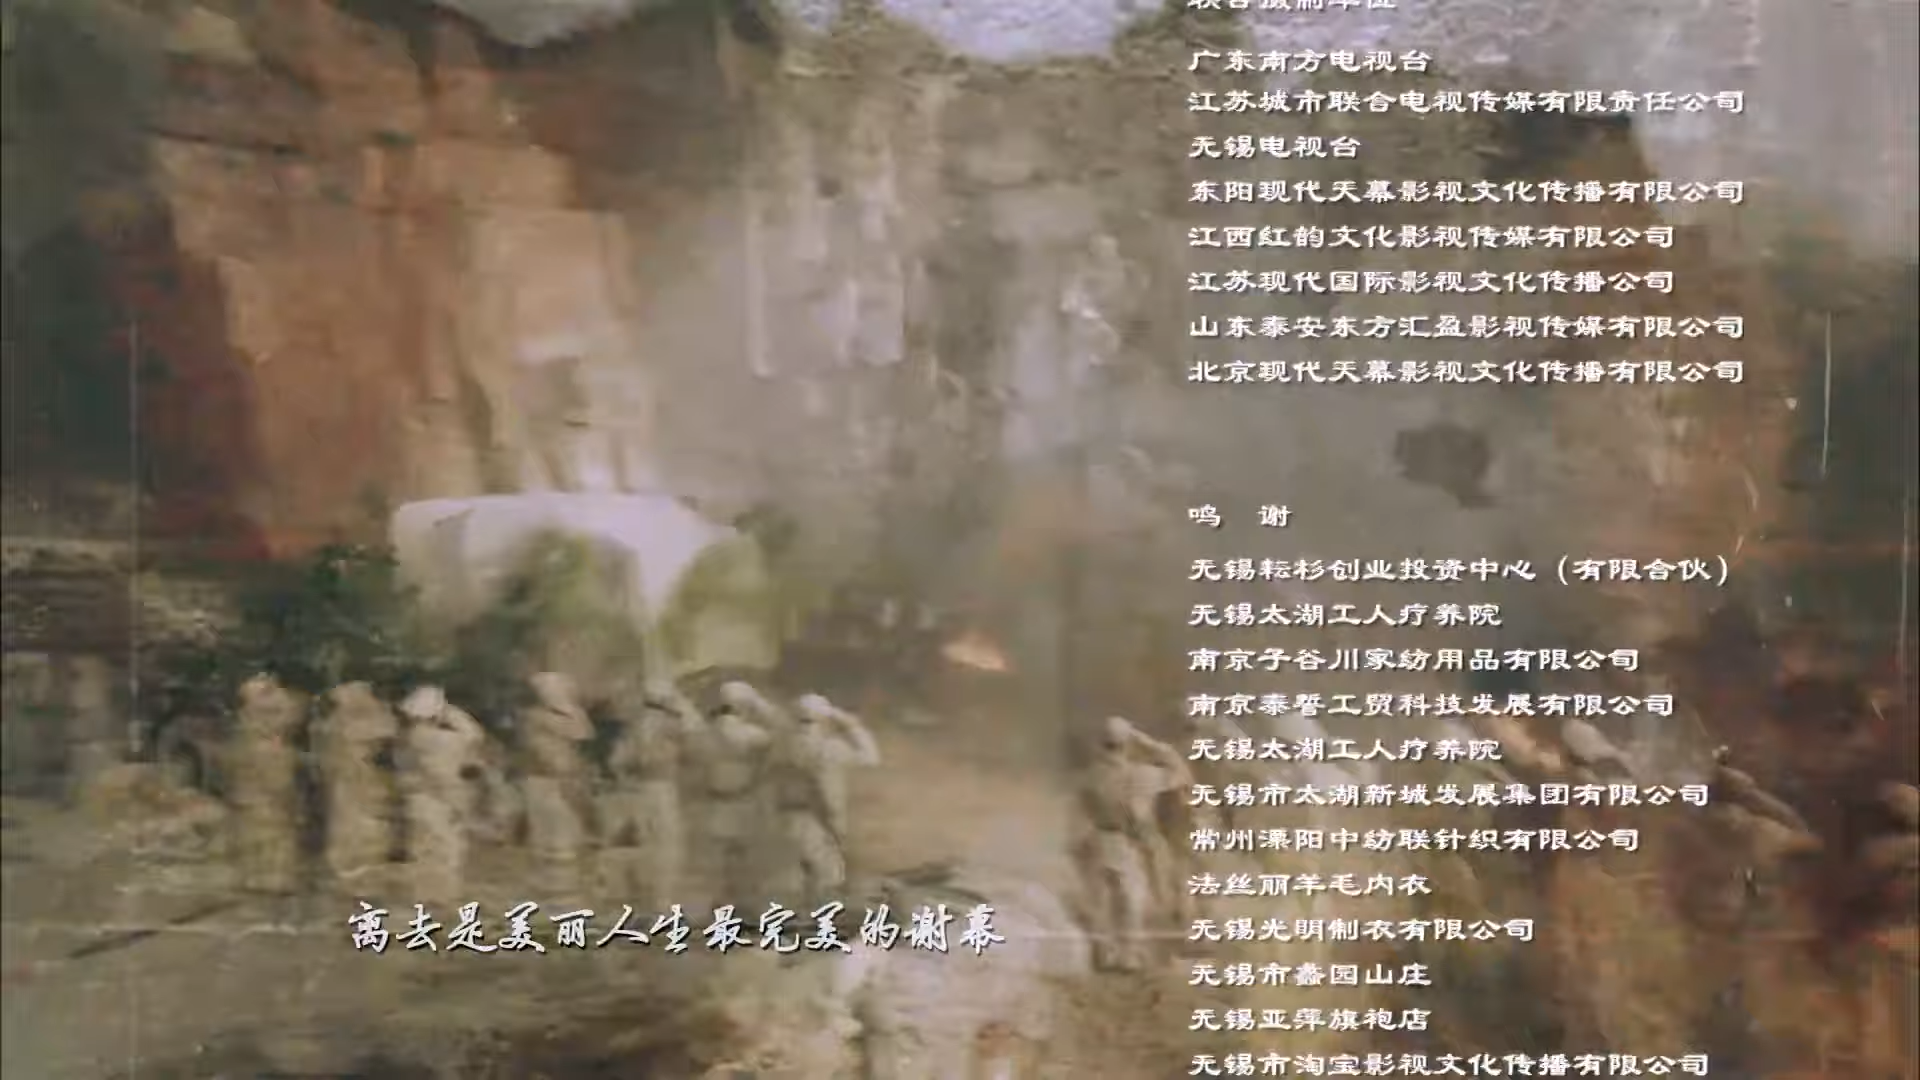 联合摄制单位
广东南方电视台
江苏城市联合电视传媒有限责任公司
无锡电视台
东阳现代天幕影视文化传播有限公司
江西红韵文化影视传媒有限公司
江苏现代国际影视文化传播公司
山东泰安东方汇盈影视传媒有限公司
北京现代天幕影视文化传播有限公司
鸣 谢
无锡耘杉创业投资中心（有限合伙）
无锡太湖工人疗养院
南京子谷川家纺用品有限公司
南京泰誓工贸科技发展有限公司
无锡太湖工人疗养院
无锡市太湖新城发展集团有限公司
常州溧阳中纺联针织有限公司
法丝丽羊毛内衣
无锡光明制衣有限公司
无锡市蠡园山庄
无锡亚萍旗袍店
无锡市淘宝影视文化传播有限公司
离去是美丽人生最完美的谢幕